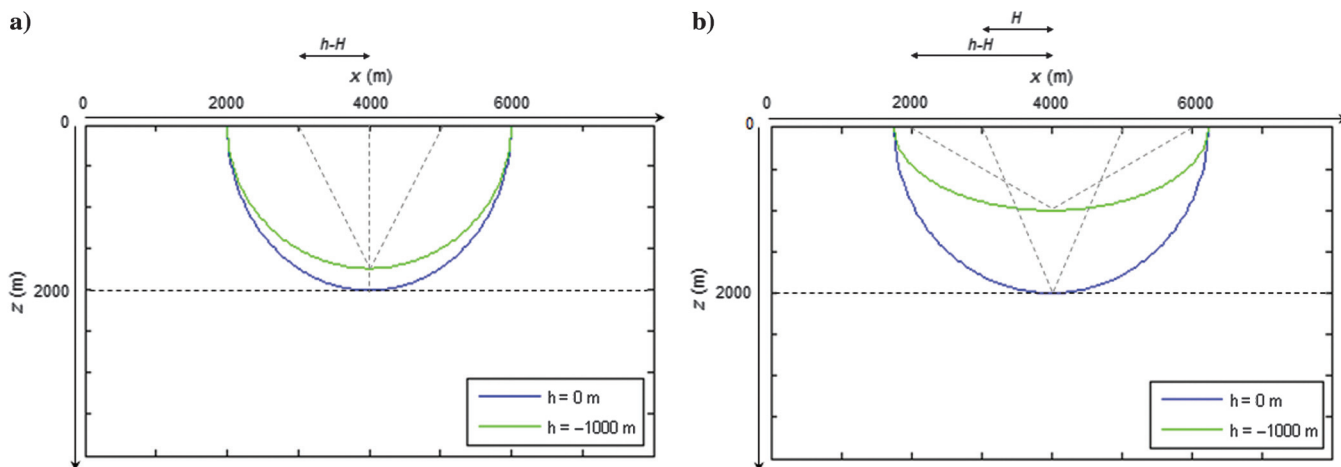 a)
h-H
x (m)
0 2000 4000 6000
0
2000
z (m)
h = 0 m
h = −1000 m
b)
H
h-H
x (m)
0 2000 4000 6000
0
2000
z (m)
h = 0 m
h = −1000 m